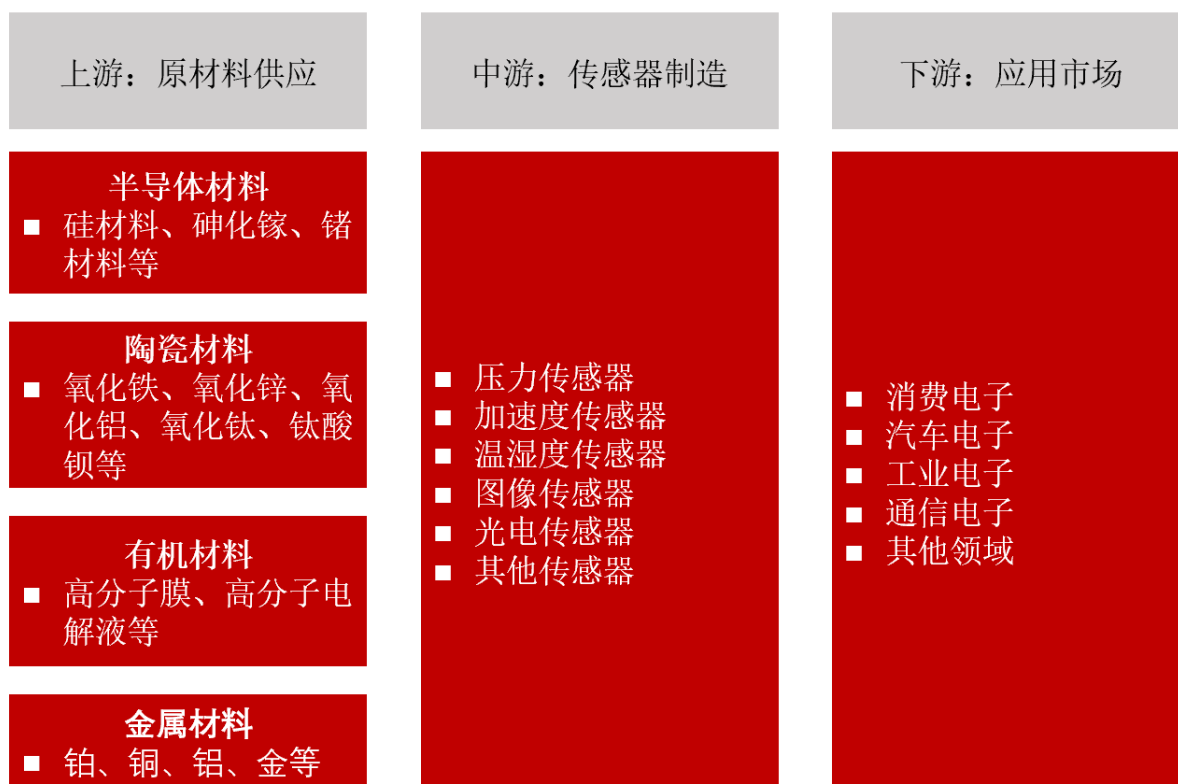 上游：原材料供应
半导体材料
■ 硅材料、砷化镓、锗
材料等
陶瓷材料
■ 氧化铁、氧化锌、氧
化铝、氧化钛、钛酸
钡等
有机材料
■ 高分子膜、高分子电
解液等
金属材料
■ 铂、铜、铝、金等
中游：传感器制造
■ 压力传感器
■ 加速度传感器
■ 温湿度传感器
■ 图像传感器
■ 光电传感器
■ 其他传感器
下游：应用市场
■ 消费电子
■ 汽车电子
■ 工业电子
■ 通信电子
■ 其他领域